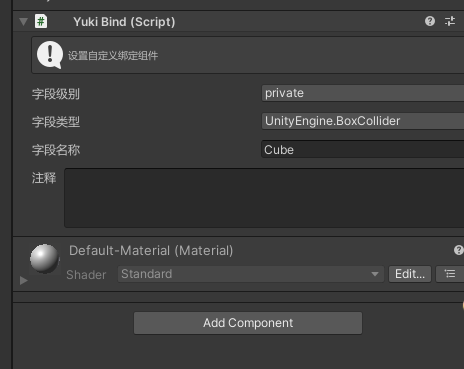 Yuki Bind (Script)
设置自定义绑定组件
字段级别 private
字段类型 UnityEngine.BoxCollider
字段名称 Cube
注释
Default-Material (Material)
Shader Standard Edit...
Add Component